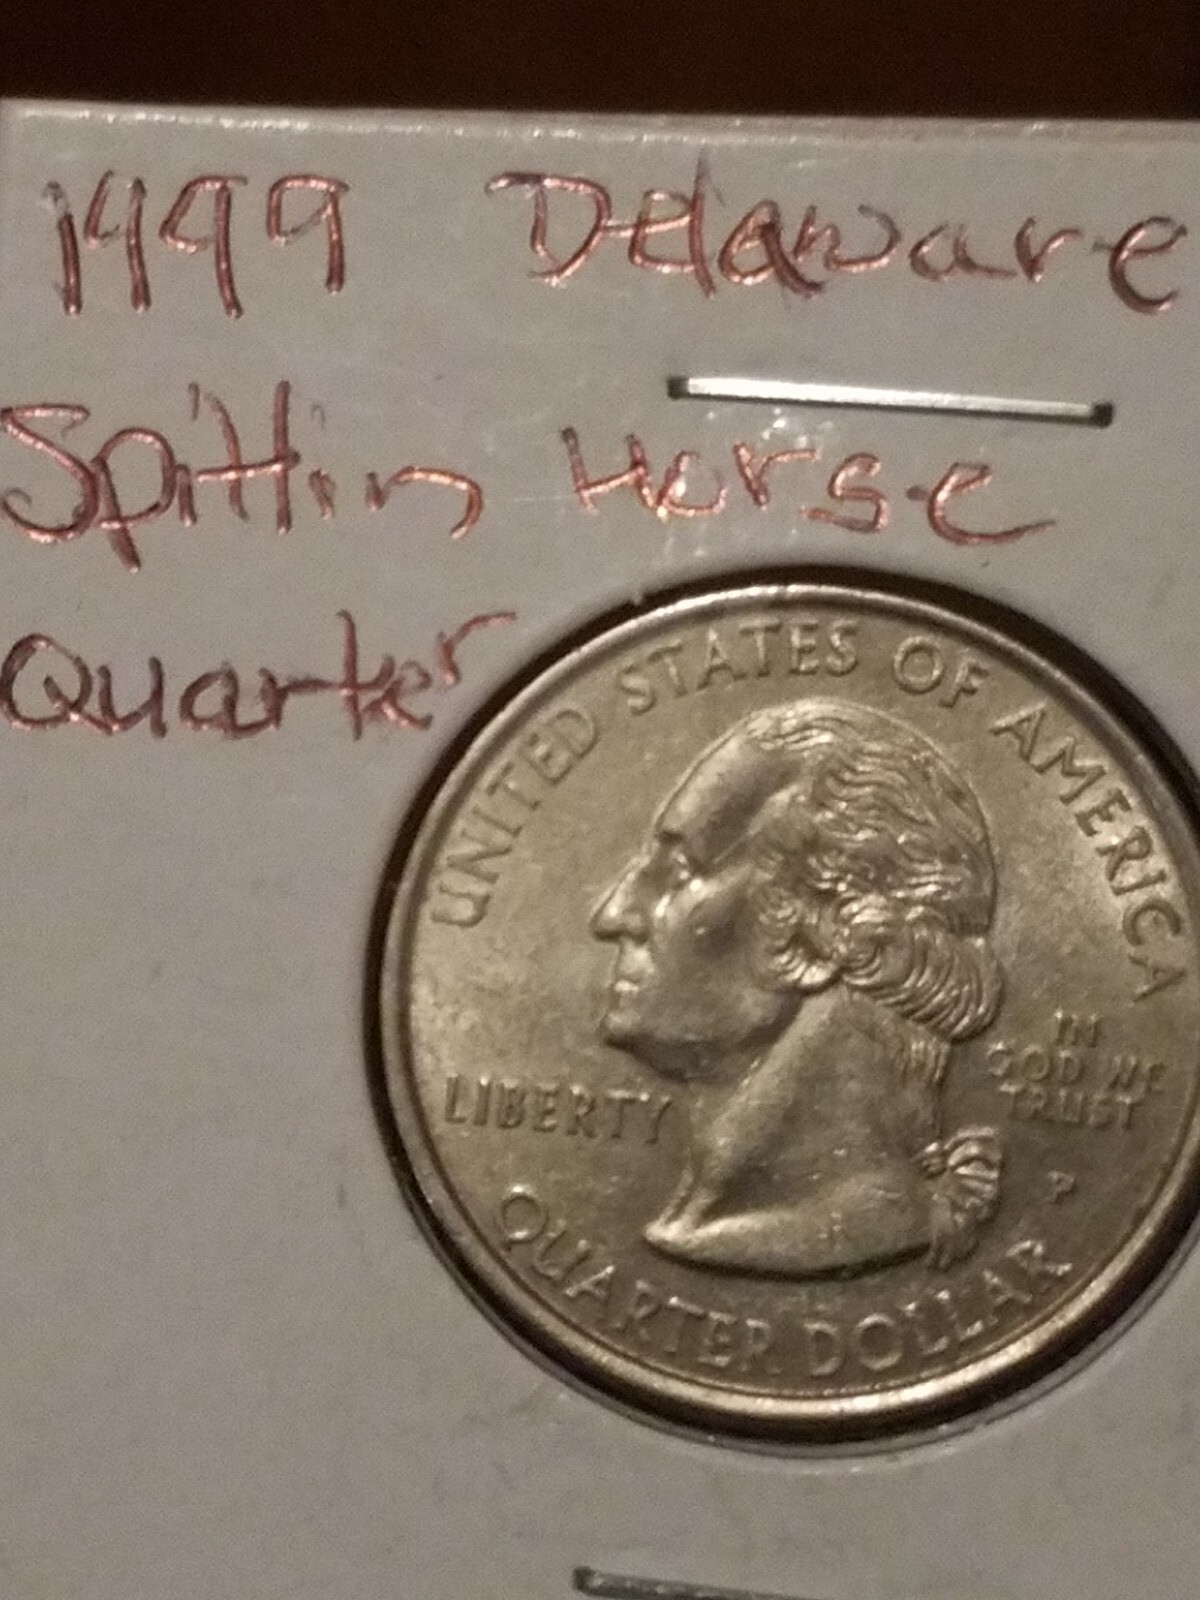 1999 Delaware
Spittin Horse
Quarter
UNITED STATES OF AMERICA
LIBERTY
IN
GOD WE
TRUST
P
QUARTER DOLLAR